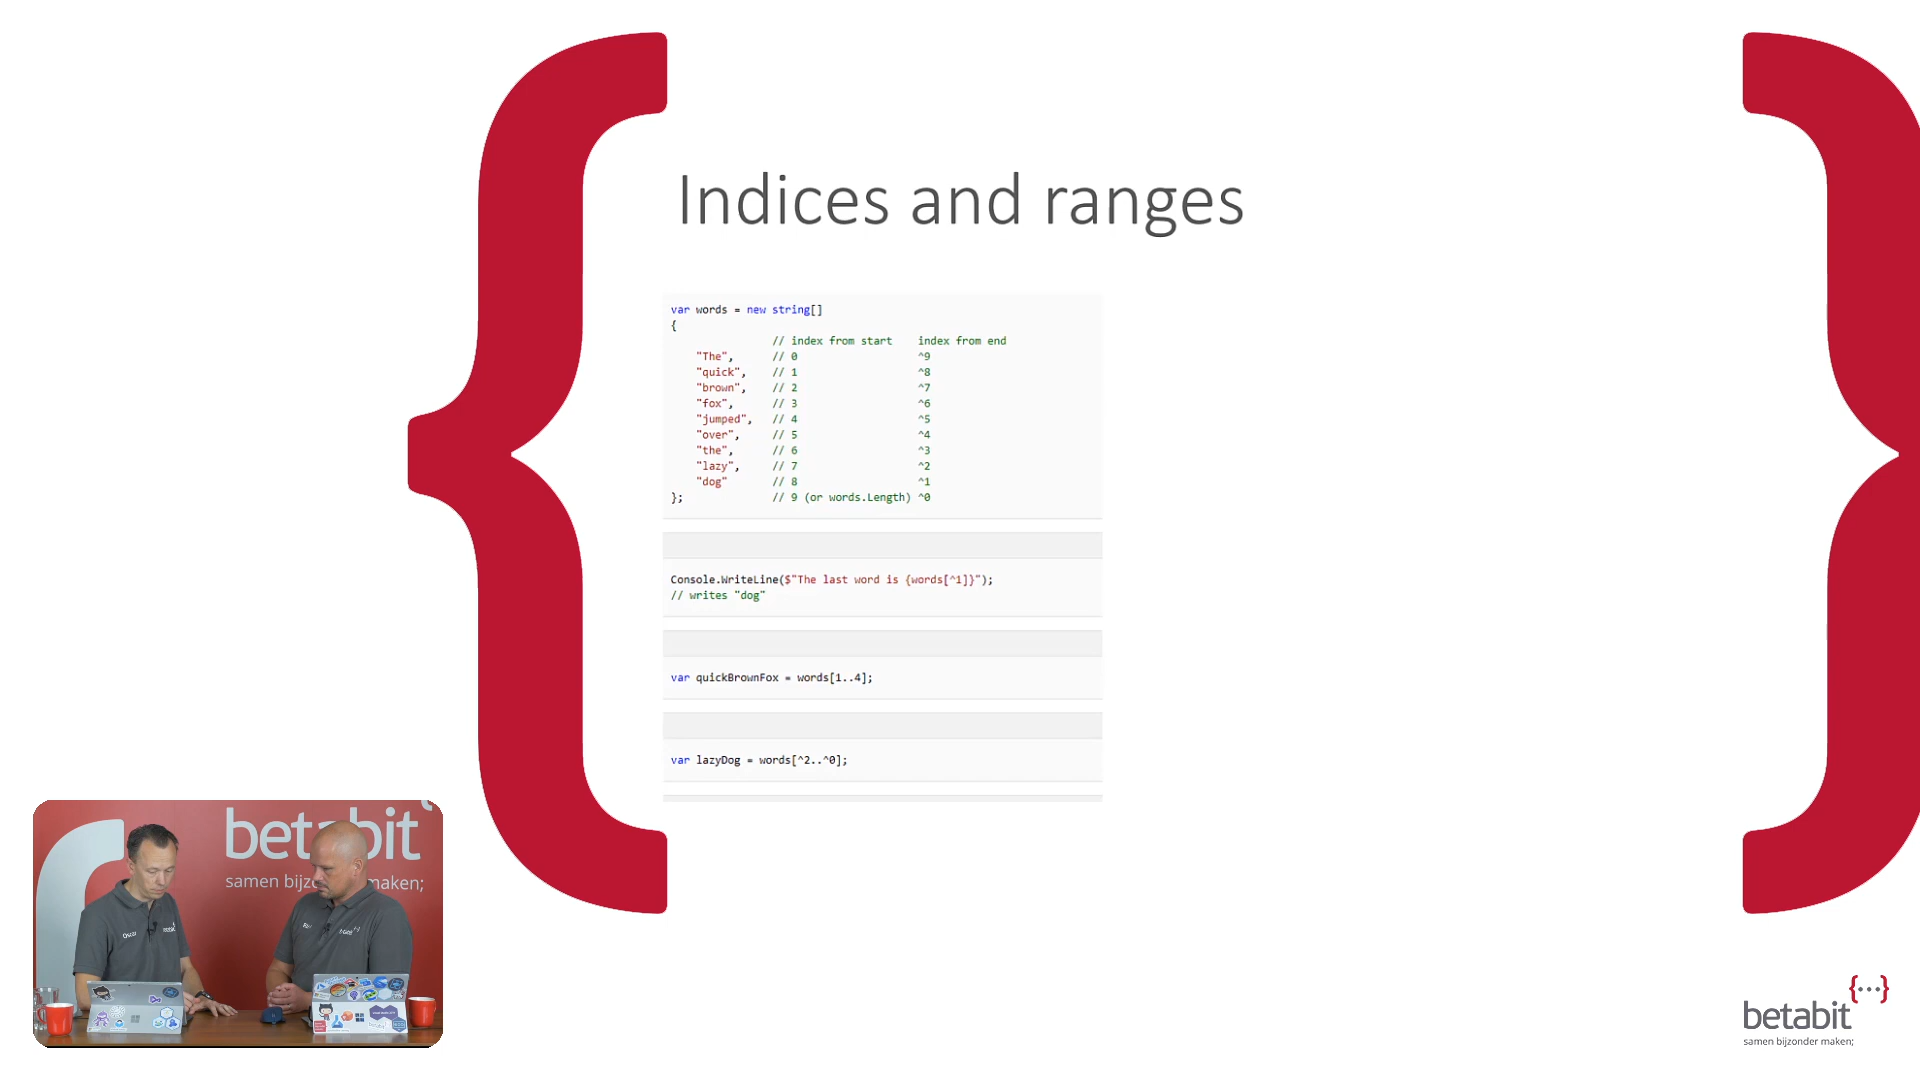 Indices and ranges
var words = new string[]
{
// index from start index from end
"The", // 0 ^9
"quick", // 1 ^8
"brown", // 2 ^7
"fox", // 3 ^6
"jumped", // 4 ^5
"over", // 5 ^4
"the", // 6 ^3
"lazy", // 7 ^2
"dog" // 8 ^1
}; // 9 (or words.Length) ^0
Console.WriteLine($"The last word is {words[^1]}");
// writes "dog"
var quickBrownFox = words[1..4];
var lazyDog = words[^2..^0];
betabit
samen maken;
Oscar
{...}
betabit
samen bijzonder maken;